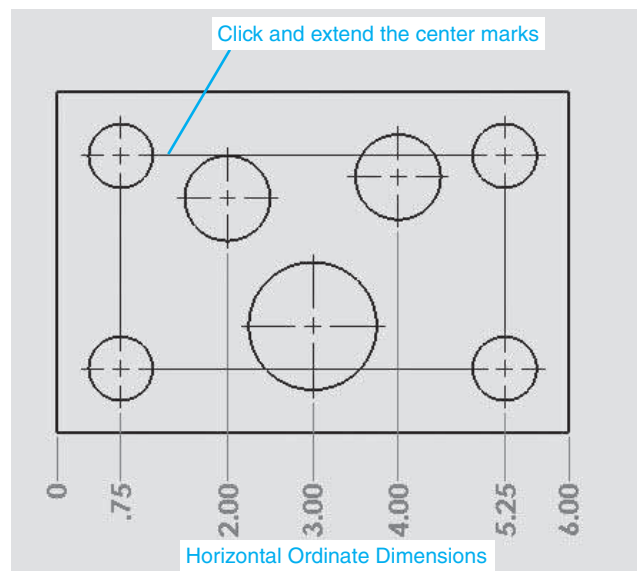 Click and extend the center marks
0 .75 2.00 3.00 4.00 5.25 6.00
Horizontal Ordinate Dimensions